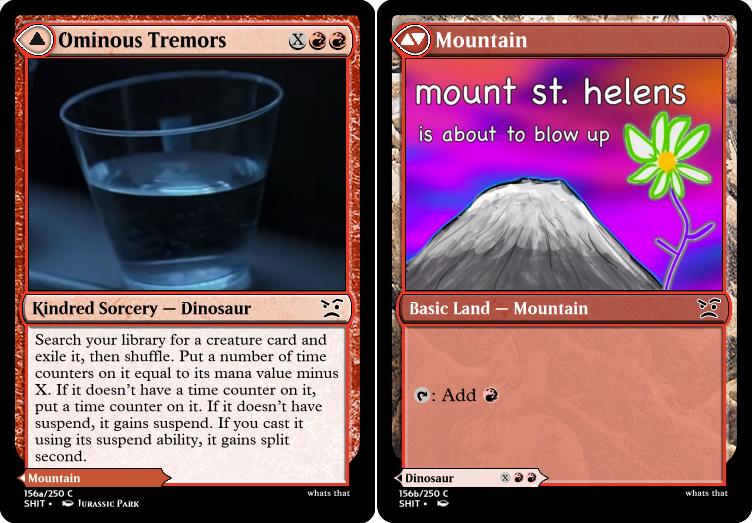 Ominous Tremors X
Kindred Sorcery — Dinosaur
Search your library for a creature card and
exile it, then shuffle. Put a number of time
counters on it equal to its mana value minus
X. If it doesn't have a time counter on it,
put a time counter on it. If it doesn't have
suspend, it gains suspend. If you cast it
using its suspend ability, it gains split
second.
Mountain
156a/250 C
SHIT • Jurassic Park
whats that
Mountain
mount st. helens
is about to blow up
Basic Land — Mountain
: Add
Dinosaur X
156b/250 C
SHIT •
whats that